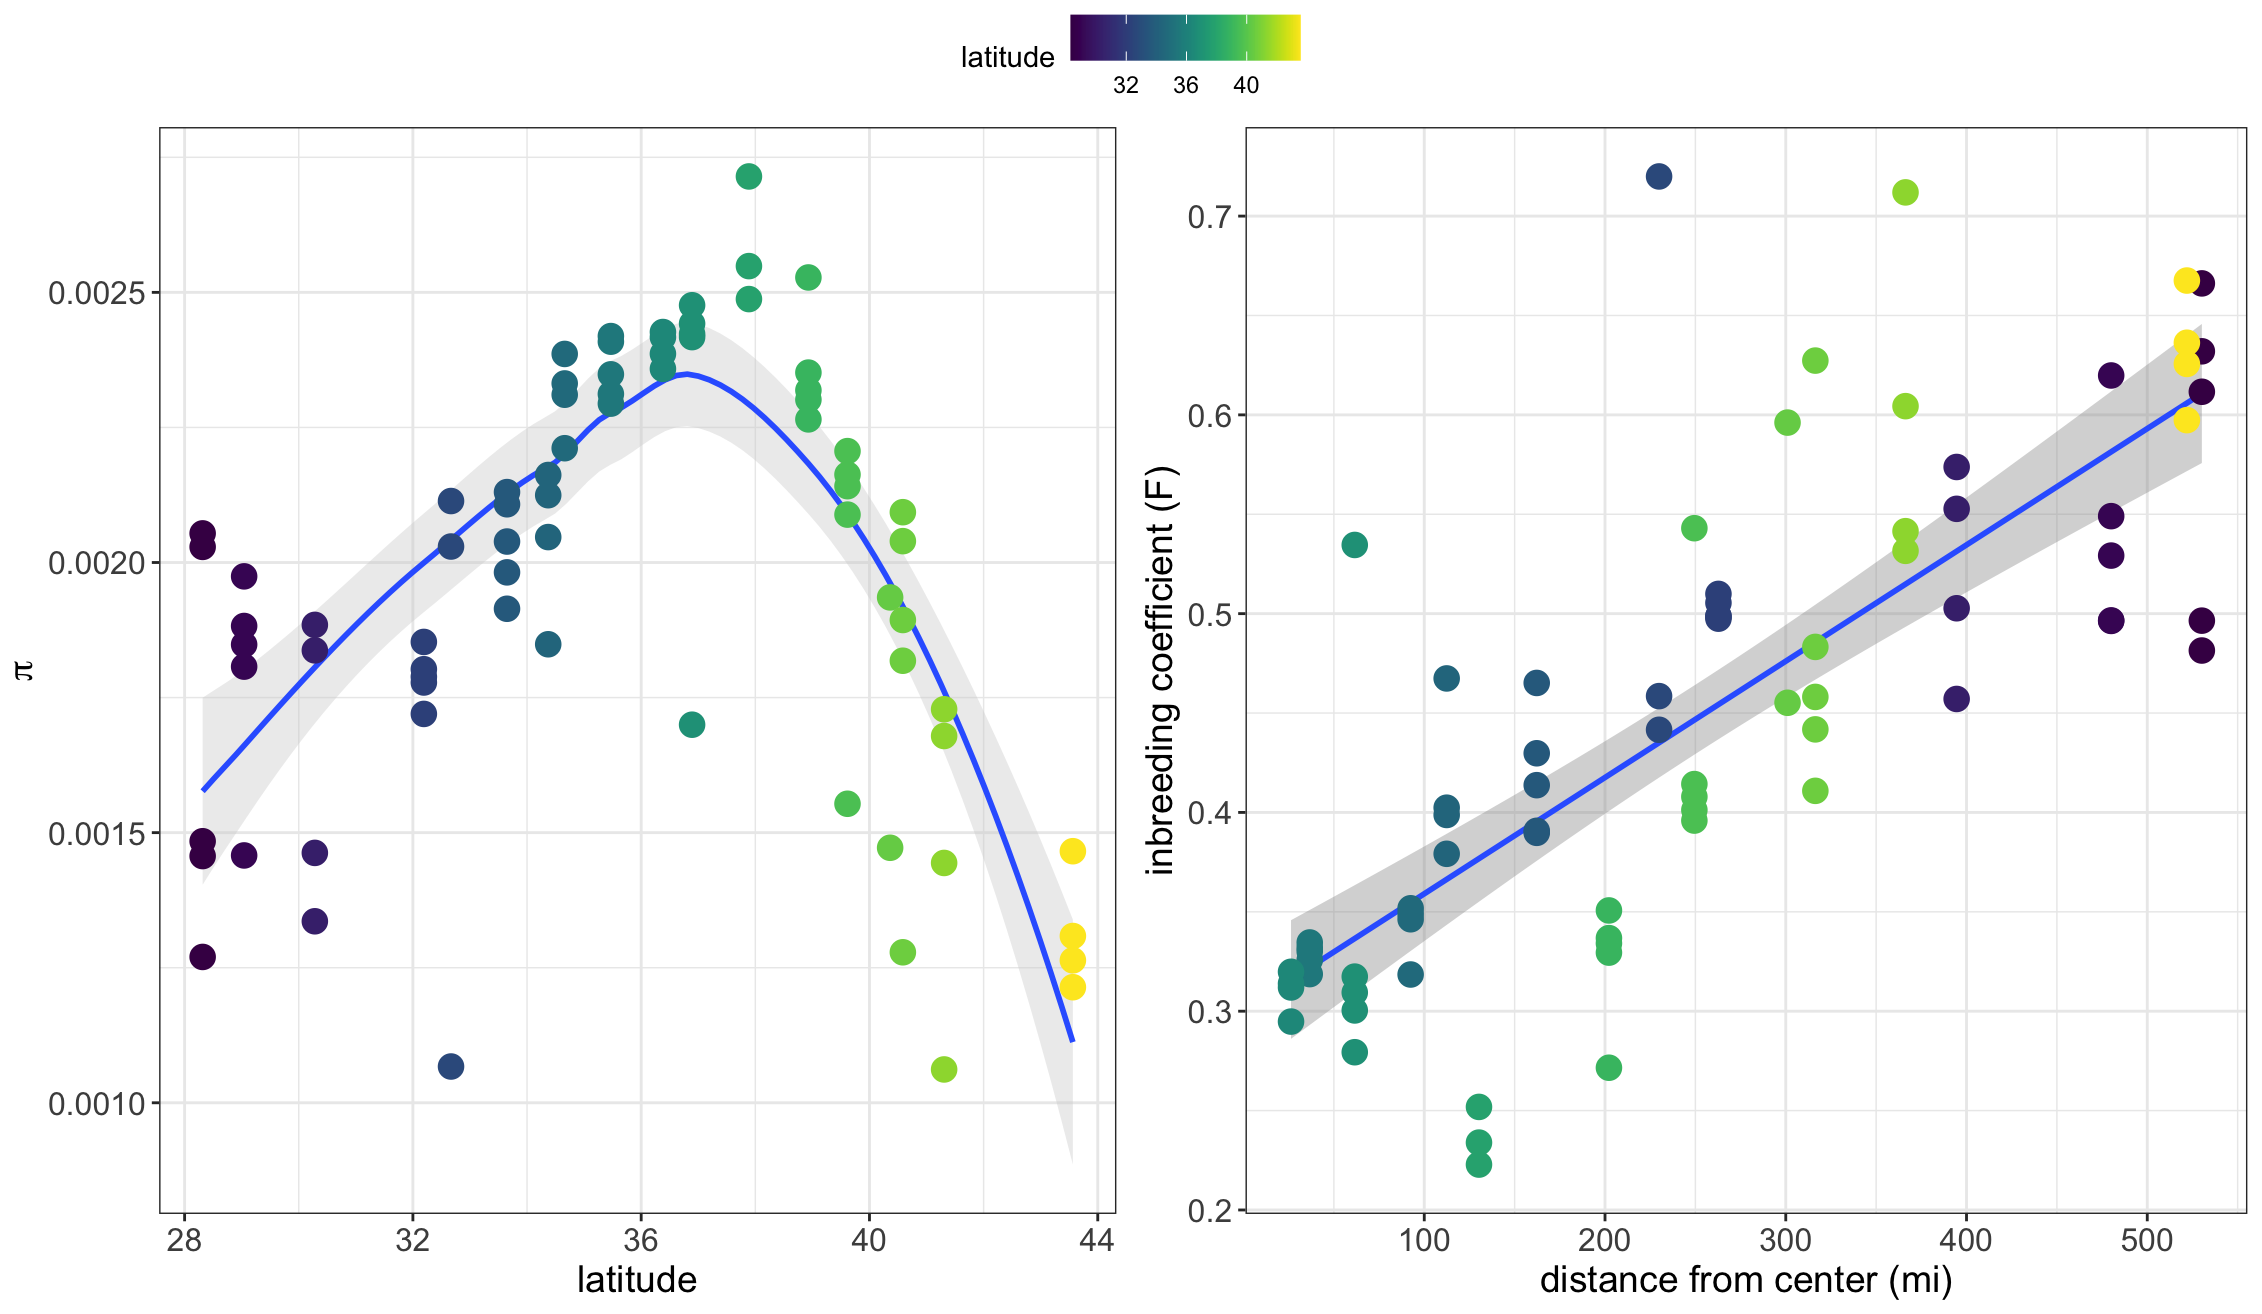 latitude
32 36 40
0.0025
0.0020
0.0015
0.0010
π
28 32 36 40 44
latitude
0.7
0.6
0.5
0.4
0.3
0.2
inbreeding coefficient (F)
100 200 300 400 500
distance from center (mi)